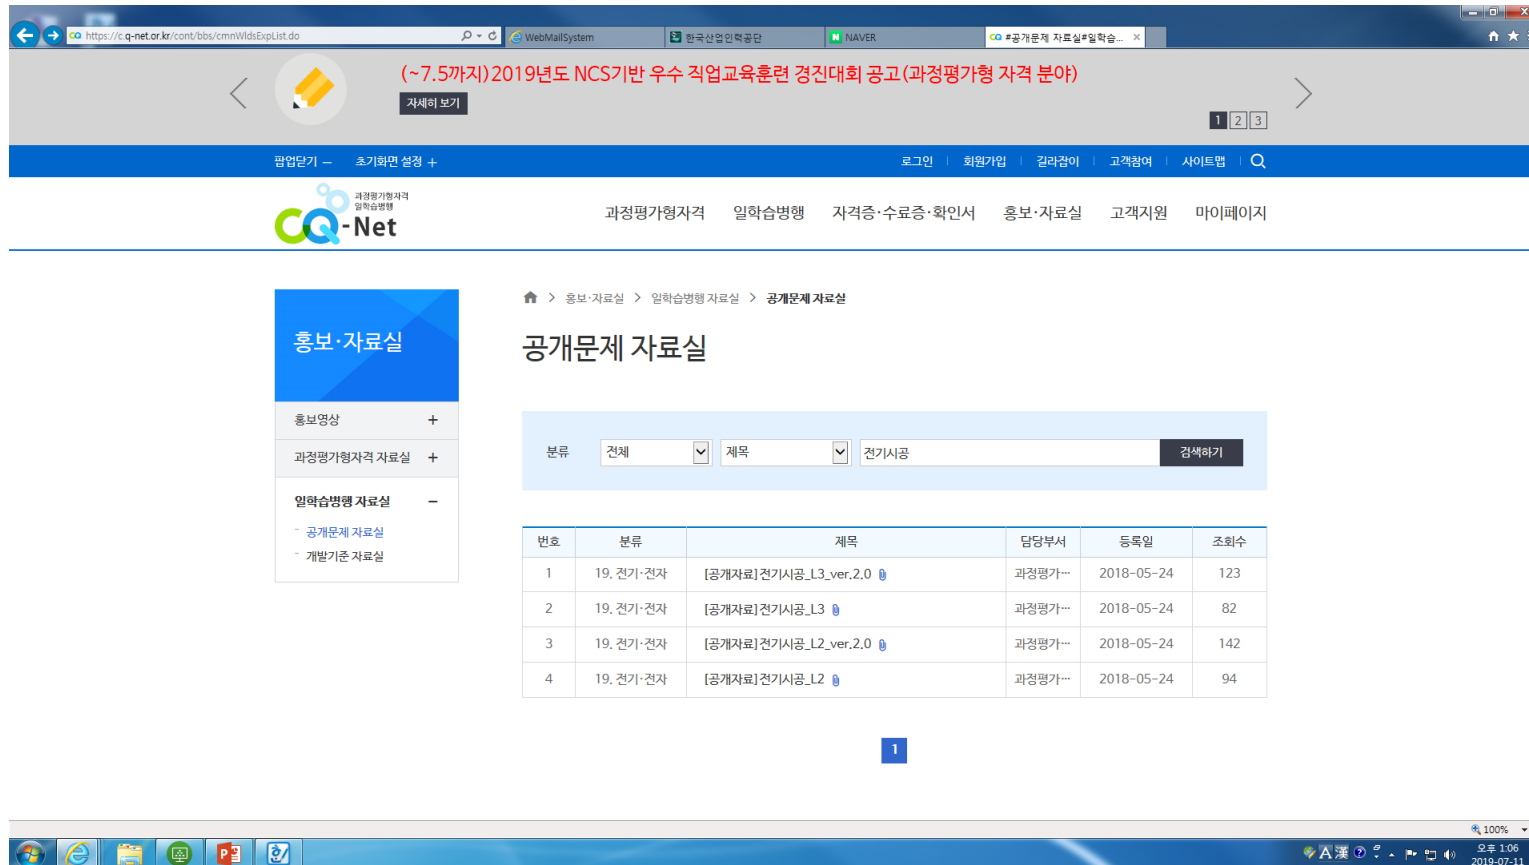 https://c.q-net.or.kr/cont/bbs/cmnWldsExpList.do
WebMailSystem
한국산업인력공단
NAVER
#공개문제 자료실#일학습...
(~7.5까지)2019년도 NCS기반 우수 직업교육훈련 경진대회 공고(과정평가형 자격 분야)
자세히 보기
1 2 3
팝업닫기 초기화면 설정 로그인 회원가입 길라잡이 고객참여 사이트맵
과정평가형자격
일학습병행
CQ-Net
과정평가형자격 일학습병행 자격증·수료증·확인서 홍보·자료실 고객지원 마이페이지
홍보·자료실 > 일학습병행 자료실 > 공개문제 자료실
홍보·자료실
공개문제 자료실
홍보영상 +
과정평가형자격 자료실 +
일학습병행 자료실 −
- 공개문제 자료실
- 개발기준 자료실
분류 전체 제목 전기시공 검색하기
번호 분류 제목 담당부서 등록일 조회수
1 19. 전기·전자 [공개자료]전기시공_L3_ver.2.0 과정평가… 2018-05-24 123
2 19. 전기·전자 [공개자료]전기시공_L3 과정평가… 2018-05-24 82
3 19. 전기·전자 [공개자료]전기시공_L2_ver.2.0 과정평가… 2018-05-24 142
4 19. 전기·전자 [공개자료]전기시공_L2 과정평가… 2018-05-24 94
1
100%
A 漢
오후 1:06
2019-07-11